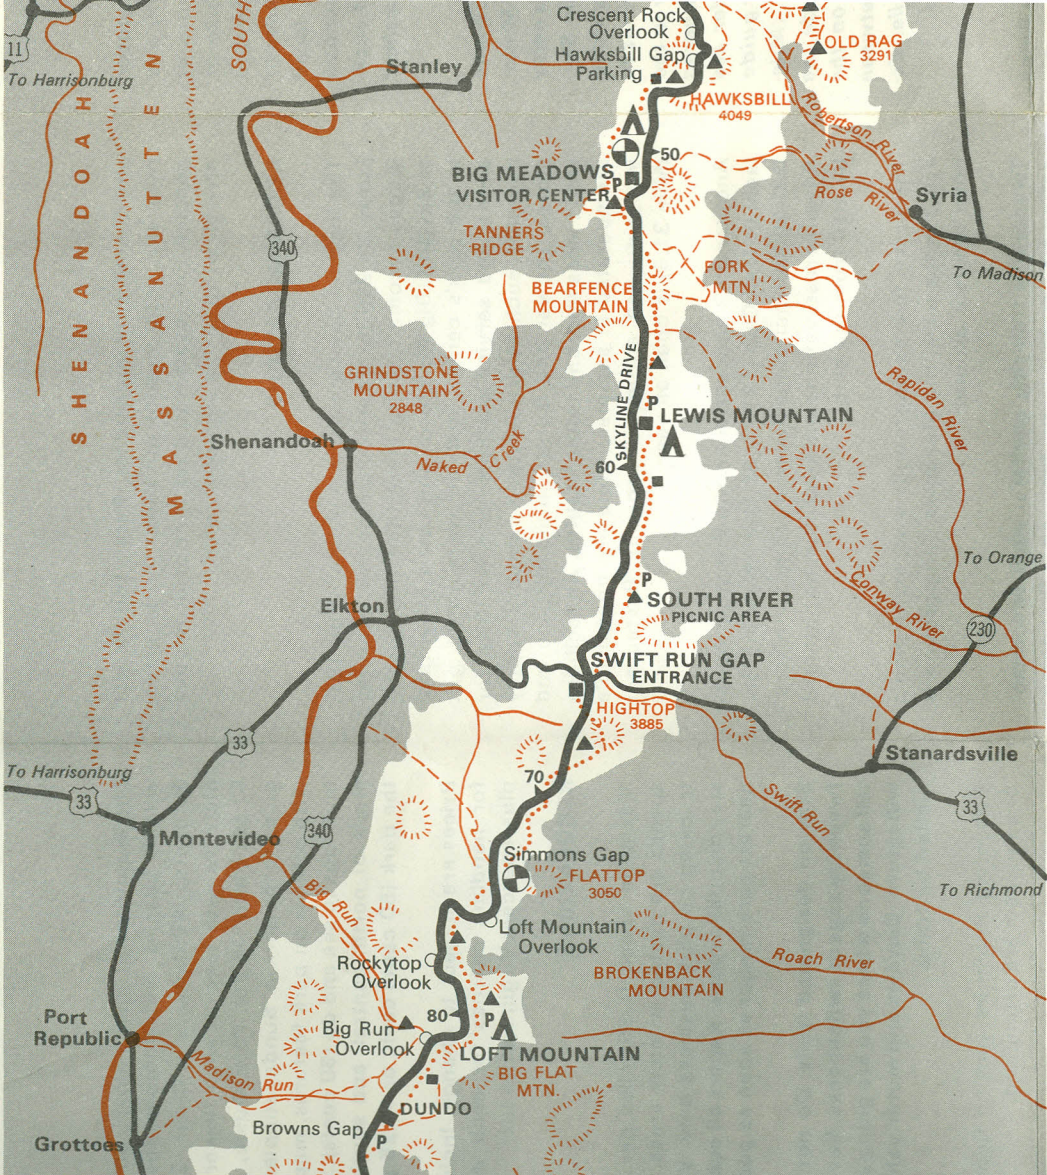 Crescent Rock
Overlook
SOUTH
11
OLD RAG
3291
Hawksbill Gap
Parking
Stanley
To Harrisonburg
HAWKSBILL
4049
Robertson River
50
BIG MEADOWS
VISITOR CENTER
P
Rose River
Syria
SHENANDOAH
MASSANUTTEN
TANNERS
RIDGE
340
To Madison
FORK
MTN.
BEARFENCE
MOUNTAIN
GRINDSTONE
MOUNTAIN
2848
SKYLINE DRIVE
P
LEWIS MOUNTAIN
Rapidan River
Shenandoah
Naked Creek
60
To Orange
P
SOUTH RIVER
PICNIC AREA
Conway River
Elkton
230
SWIFT RUN GAP
ENTRANCE
HIGHTOP
3885
33
Stanardsville
To Harrisonburg
33
70
33
Swift Run
340
Montevideo
Simmons Gap
FLATTOP
3050
To Richmond
Big Run
Loft Mountain
Overlook
Rockytop
Overlook
Roach River
BROKENBACK
MOUNTAIN
80
P
Port
Republic
Big Run
Overlook
LOFT MOUNTAIN
Madison Run
BIG FLAT
MTN.
DUNDO
Browns Gap
P
Grottoes